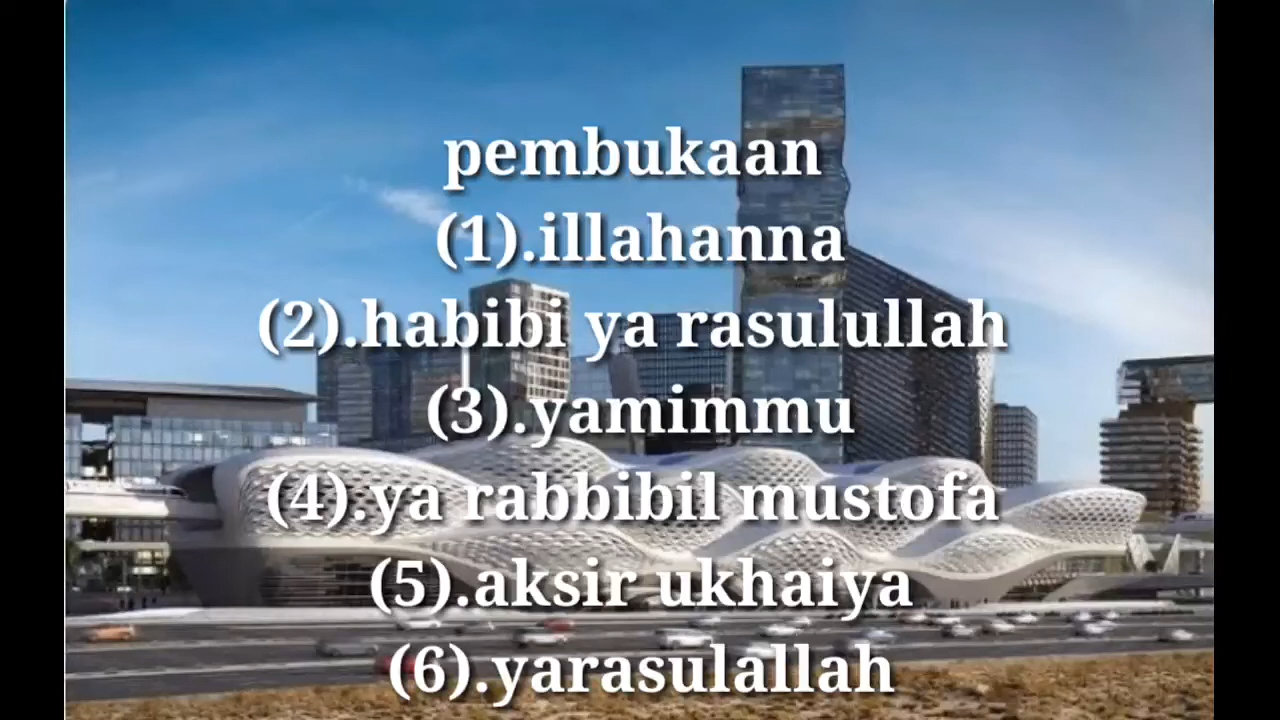 pembukaan
(1).illahanna
(2).habibi ya rasulullah
(3).yamimmu
(4).ya rabbibil mustofa
(5).aksir ukhaiya
(6).yarasulallah